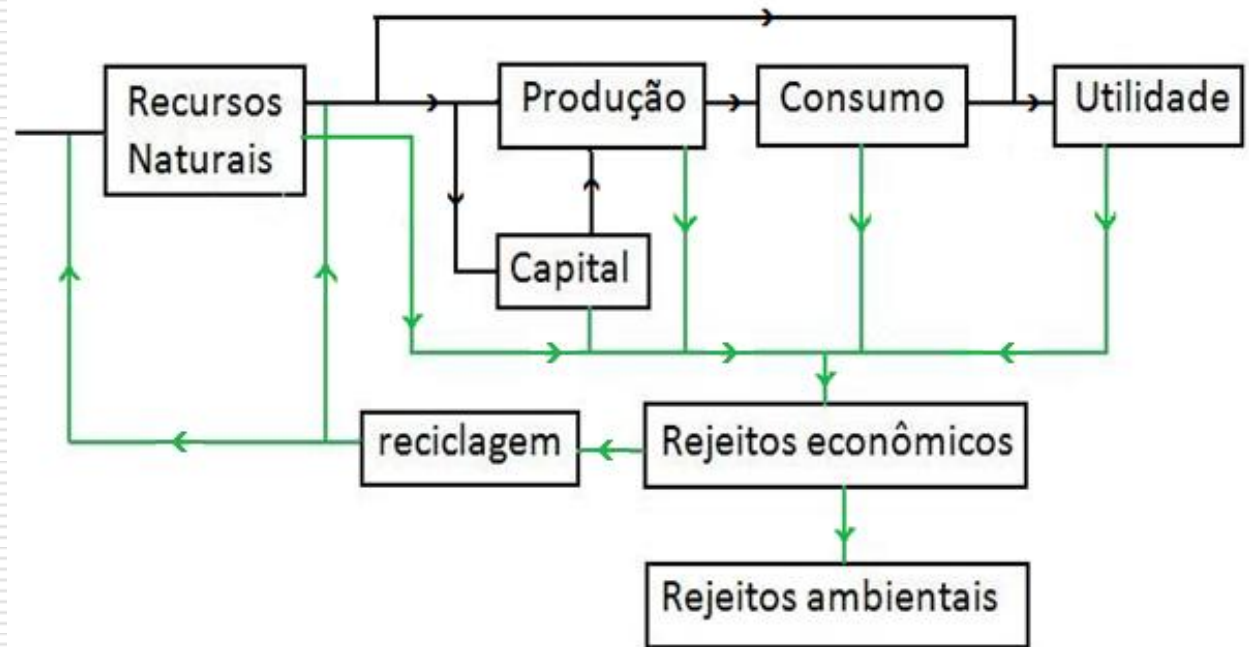 Recursos
Naturais
Produção
Consumo
Utilidade
Capital
reciclagem
Rejeitos econômicos
Rejeitos ambientais